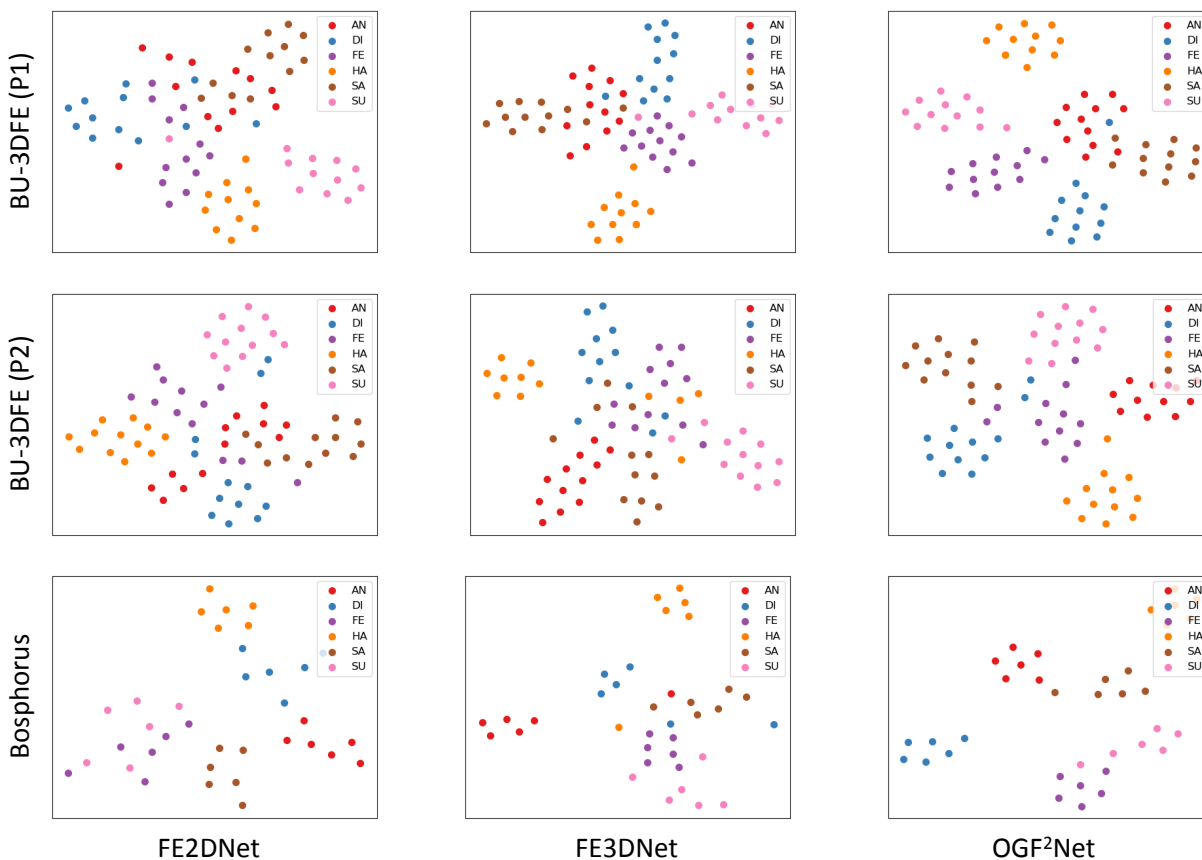 BU-3DFE (P1)
AN
DI
FE
HA
SA
SU
AN
DI
FE
HA
SA
SU
AN
DI
FE
HA
SA
SU
BU-3DFE (P2)
AN
DI
FE
HA
SA
SU
AN
DI
FE
HA
SA
SU
AN
DI
FE
HA
SA
SU
Bosphorus
AN
DI
FE
HA
SA
SU
AN
DI
FE
HA
SA
SU
AN
DI
FE
HA
SA
SU
FE2DNet
FE3DNet
OGF²Net